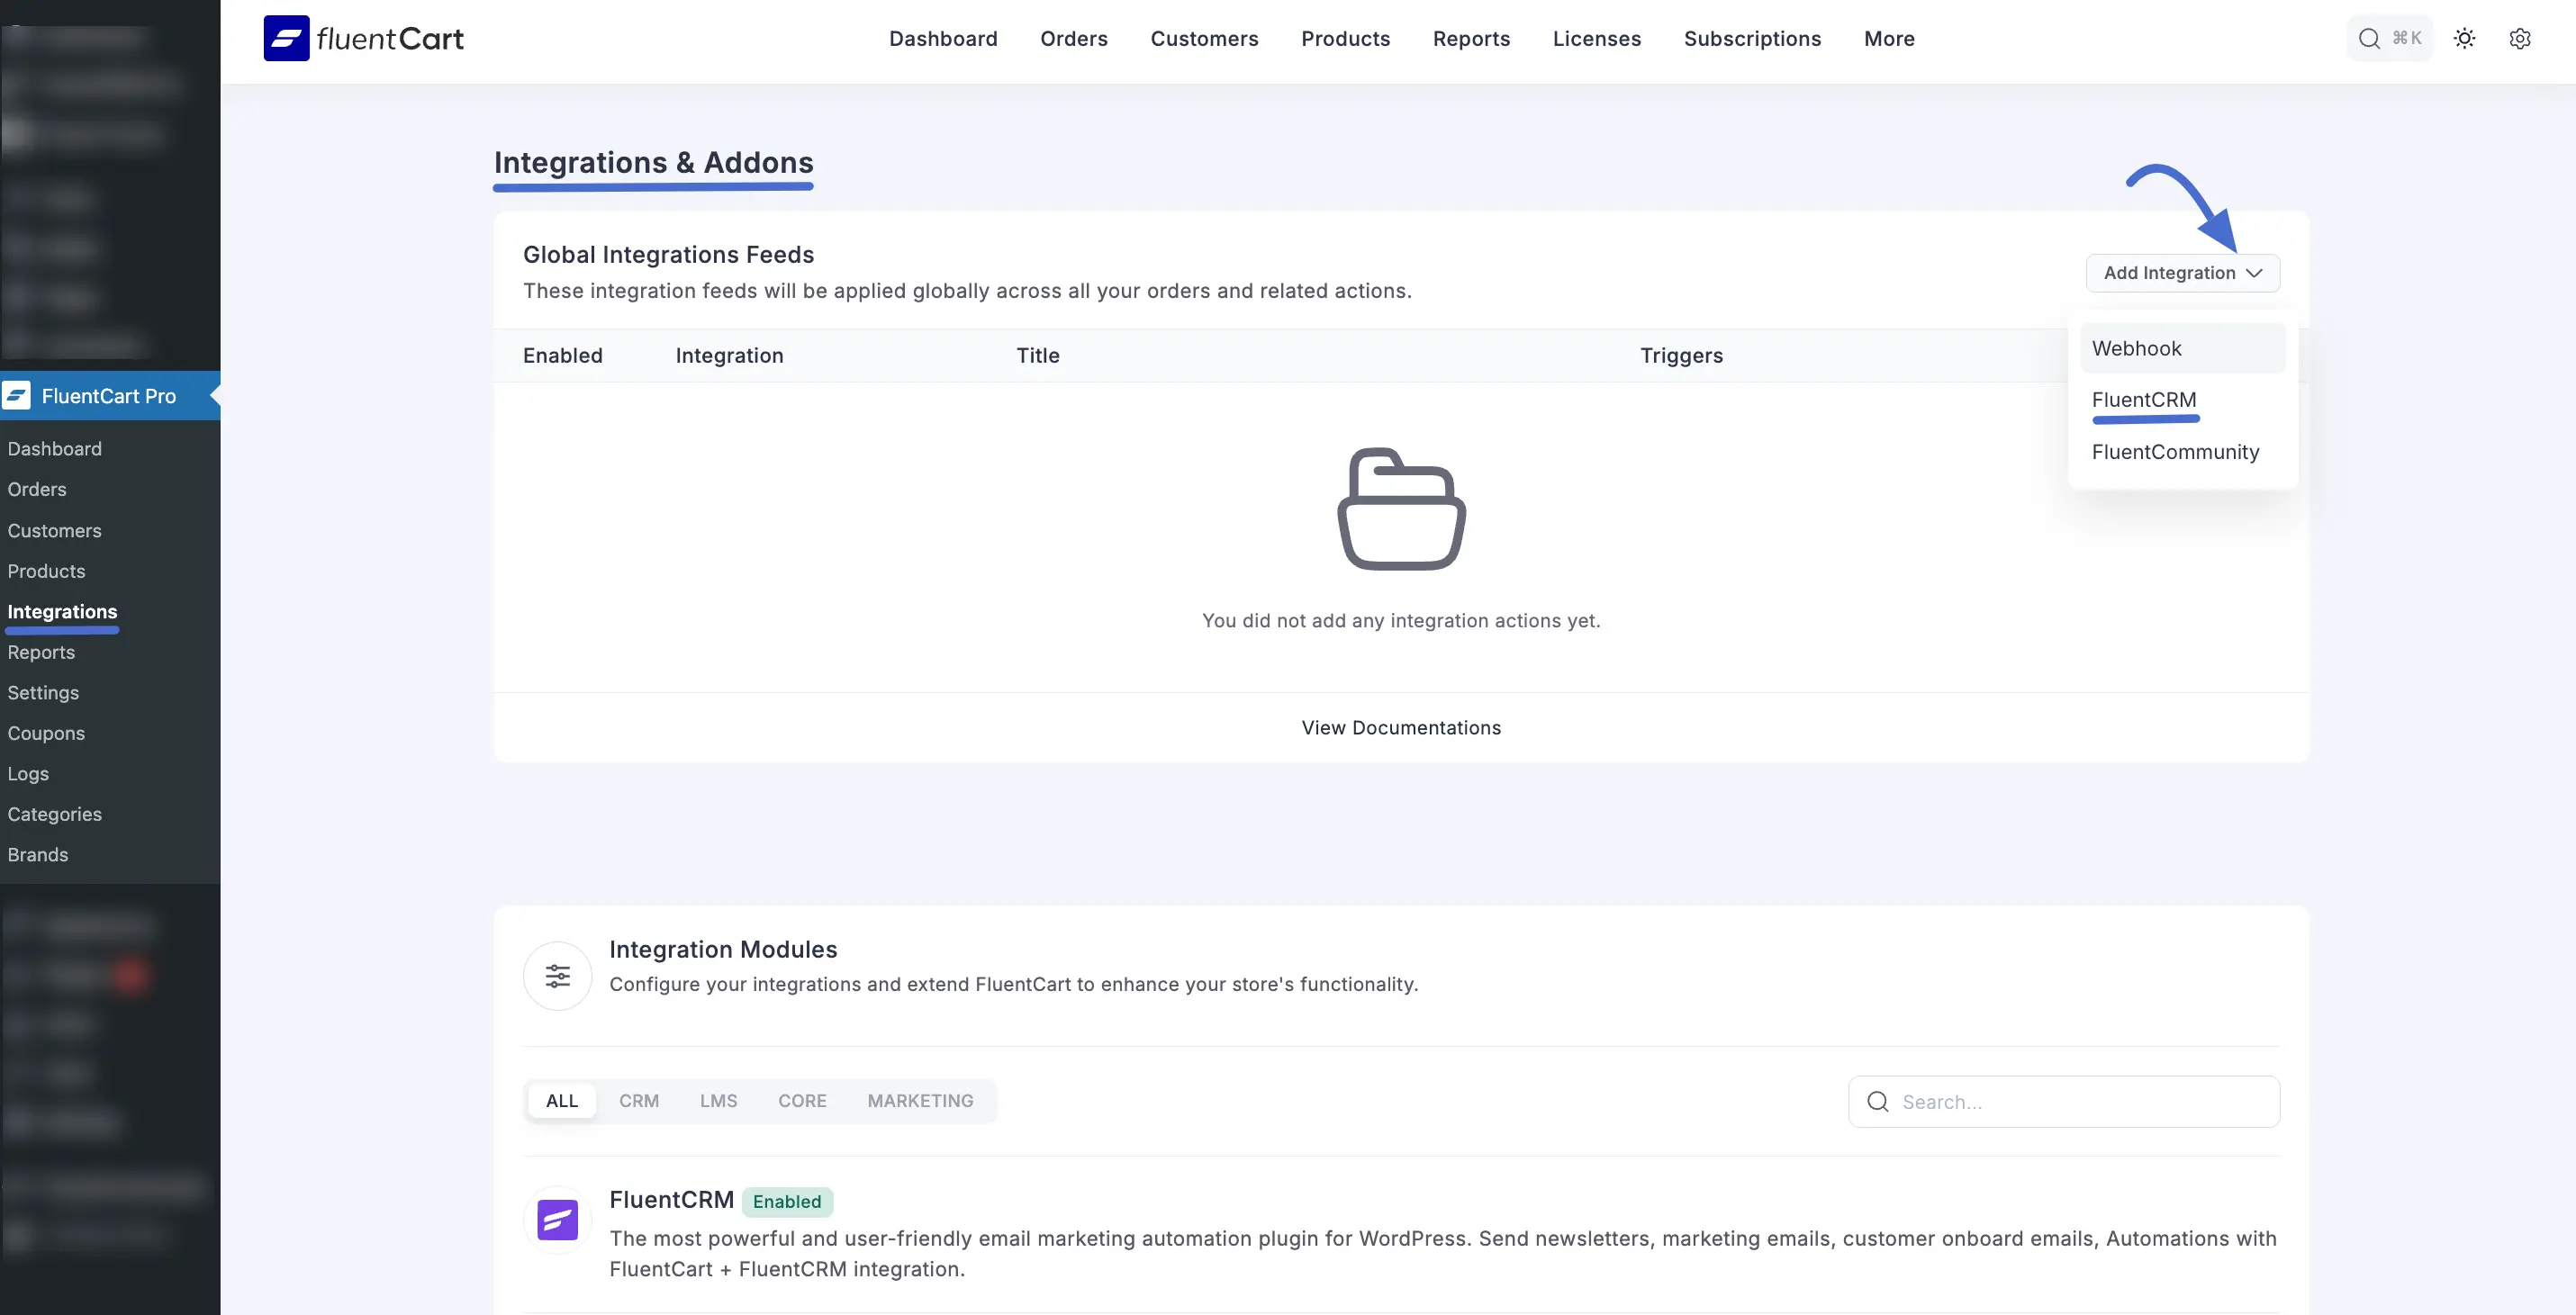 fluentCart
Dashboard Orders Customers Products Reports Licenses Subscriptions More
⌘K
FluentCart Pro
Dashboard
Orders
Customers
Products
Integrations
Reports
Settings
Coupons
Logs
Categories
Brands
Integrations & Addons
Global Integrations Feeds
These integration feeds will be applied globally across all your orders and related actions.
Add Integration
Webhook
FluentCRM
FluentCommunity
Enabled Integration Title Triggers
You did not add any integration actions yet.
View Documentations
Integration Modules
Configure your integrations and extend FluentCart to enhance your store's functionality.
ALL CRM LMS CORE MARKETING
Search...
FluentCRM Enabled
The most powerful and user-friendly email marketing automation plugin for WordPress. Send newsletters, marketing emails, customer onboard emails, Automations with
FluentCart + FluentCRM integration.